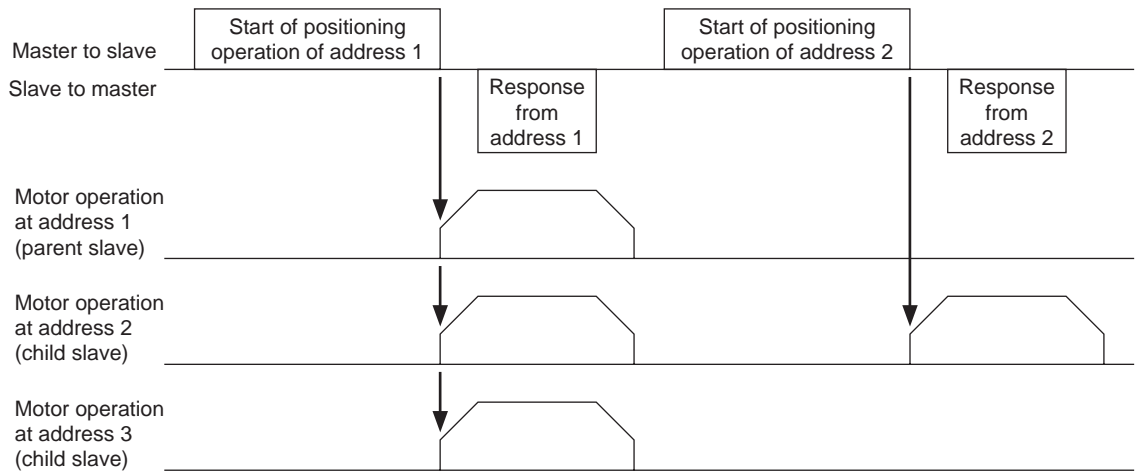 Start of positioning
operation of address 1
Start of positioning
operation of address 2
Master to slave
Slave to master
Response
from
address 1
Response
from
address 2
Motor operation
at address 1
(parent slave)
Motor operation
at address 2
(child slave)
Motor operation
at address 3
(child slave)